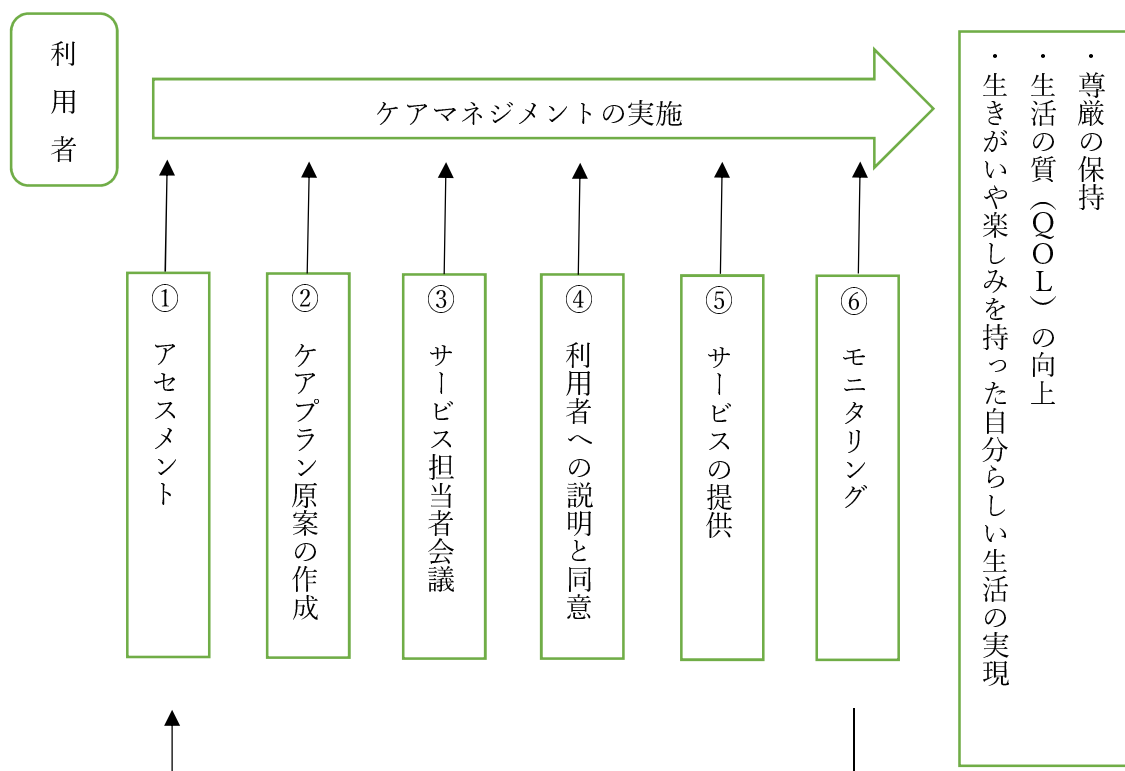 利用者
ケアマネジメントの実施
① アセスメント
② ケアプラン原案の作成
③ サービス担当者会議
④ 利用者への説明と同意
⑤ サービスの提供
⑥ モニタリング
・尊厳の保持
・生活の質（ＱＯＬ）の向上
・生きがいや楽しみを持った自分らしい生活の実現